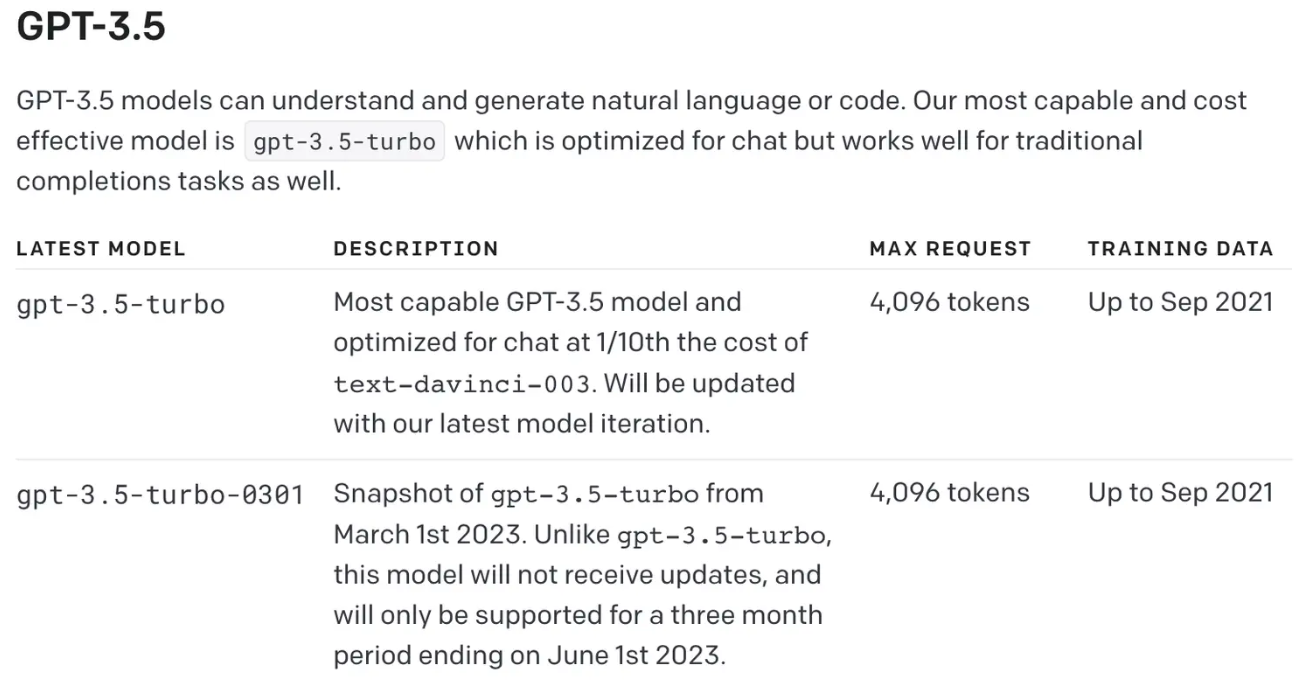 GPT-3.5
GPT-3.5 models can understand and generate natural language or code. Our most capable and cost
effective model is gpt-3.5-turbo which is optimized for chat but works well for traditional
completions tasks as well.
LATEST MODEL DESCRIPTION MAX REQUEST TRAINING DATA
gpt-3.5-turbo Most capable GPT-3.5 model and 4,096 tokens Up to Sep 2021
optimized for chat at 1/10th the cost of
text-davinci-003. Will be updated
with our latest model iteration.
gpt-3.5-turbo-0301 Snapshot of gpt-3.5-turbo from 4,096 tokens Up to Sep 2021
March 1st 2023. Unlike gpt-3.5-turbo,
this model will not receive updates, and
will only be supported for a three month
period ending on June 1st 2023.